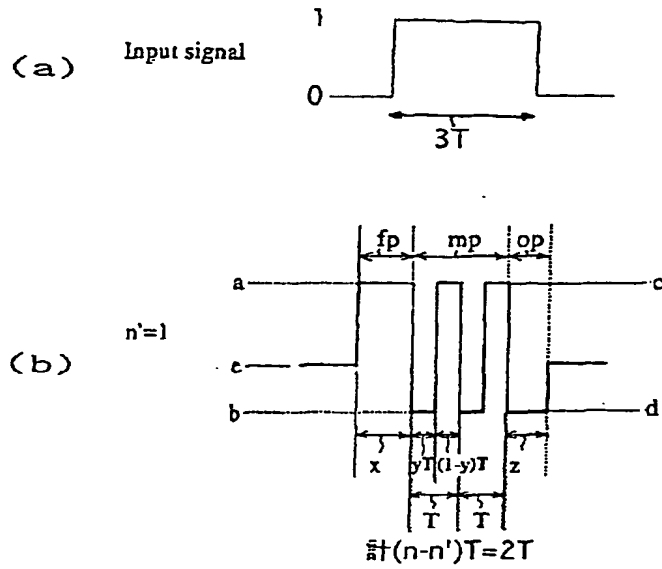 (a)
Input signal
1
0
3T
(b)
n'=1
fp mp op
a c
e
b d
x yT (1-y)T z
T T
計(n-n')T=2T